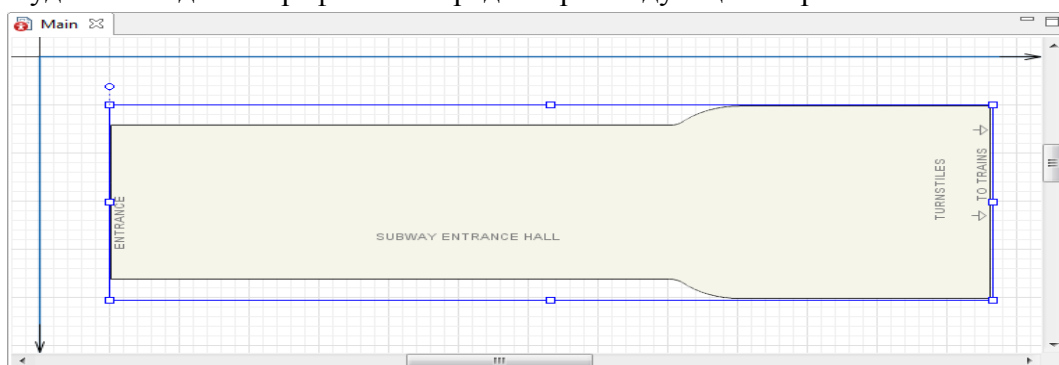 Main
ENTRANCE
SUBWAY ENTRANCE HALL
TURNSTILES
TO TRAINS